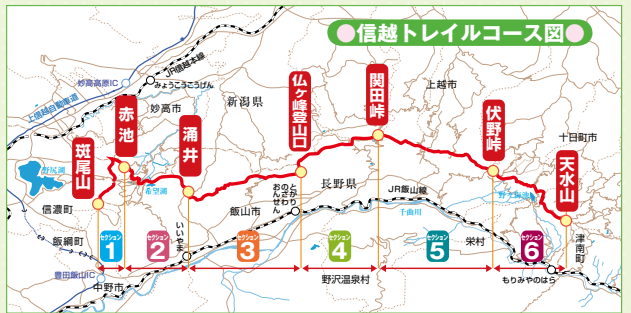 ●信越トレイルコース図●
JR信越本線
妙高高原IC
みょうこうこうげん
上信越自動車道
妙高市
新潟県
上越市
十日町市
斑尾山
赤池
涌井
仏ヶ峰登山口
関田峠
伏野峠
天水山
野尻湖
希望湖
信濃町
飯綱町
豊田飯山IC
中野市
いいやま
飯山市
とがり
のざわ
おんせん
長野県
JR飯山線
千曲川
野々海池
栄村
津南町
もりみやのはら
野沢温泉村
セクション
1
セクション
2
セクション
3
セクション
4
セクション
5
セクション
6